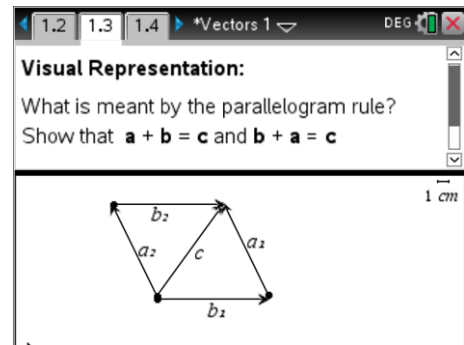 1.2 1.3 1.4 *Vectors 1 DEG
Visual Representation:
What is meant by the parallelogram rule?
Show that a + b = c and b + a = c
1 cm
b2
a2 c a1
b1